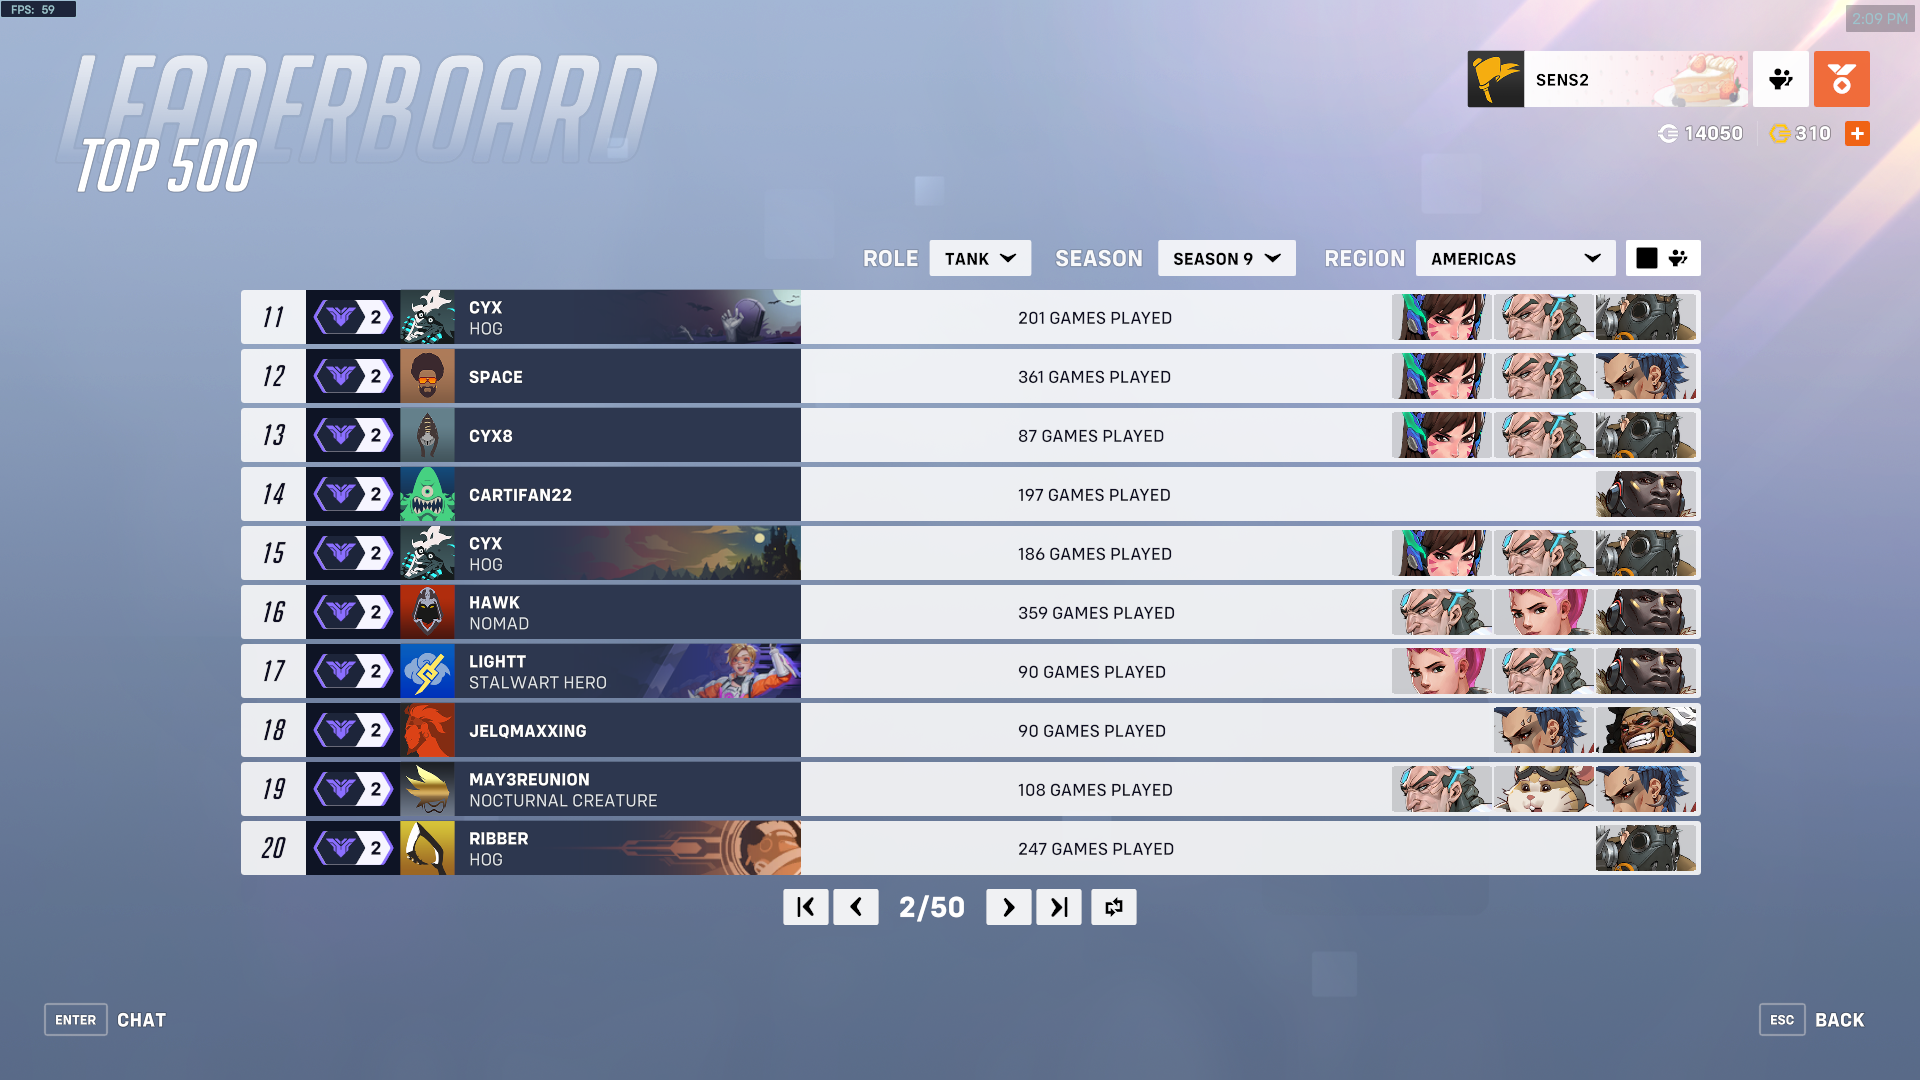 FPS: 59
2:09 PM
LEADERBOARD
TOP 500
SENS2
14050
310
ROLE TANK SEASON SEASON 9 REGION AMERICAS
11 2 CYX HOG 201 GAMES PLAYED
12 2 SPACE 361 GAMES PLAYED
13 2 CYX8 87 GAMES PLAYED
14 2 CARTIFAN22 197 GAMES PLAYED
15 2 CYX HOG 186 GAMES PLAYED
16 2 HAWK NOMAD 359 GAMES PLAYED
17 2 LIGHTT STALWART HERO 90 GAMES PLAYED
18 2 JELQMAXXING 90 GAMES PLAYED
19 2 MAY3REUNION NOCTURNAL CREATURE 108 GAMES PLAYED
20 2 RIBBER HOG 247 GAMES PLAYED
2/50
ENTER CHAT
ESC BACK